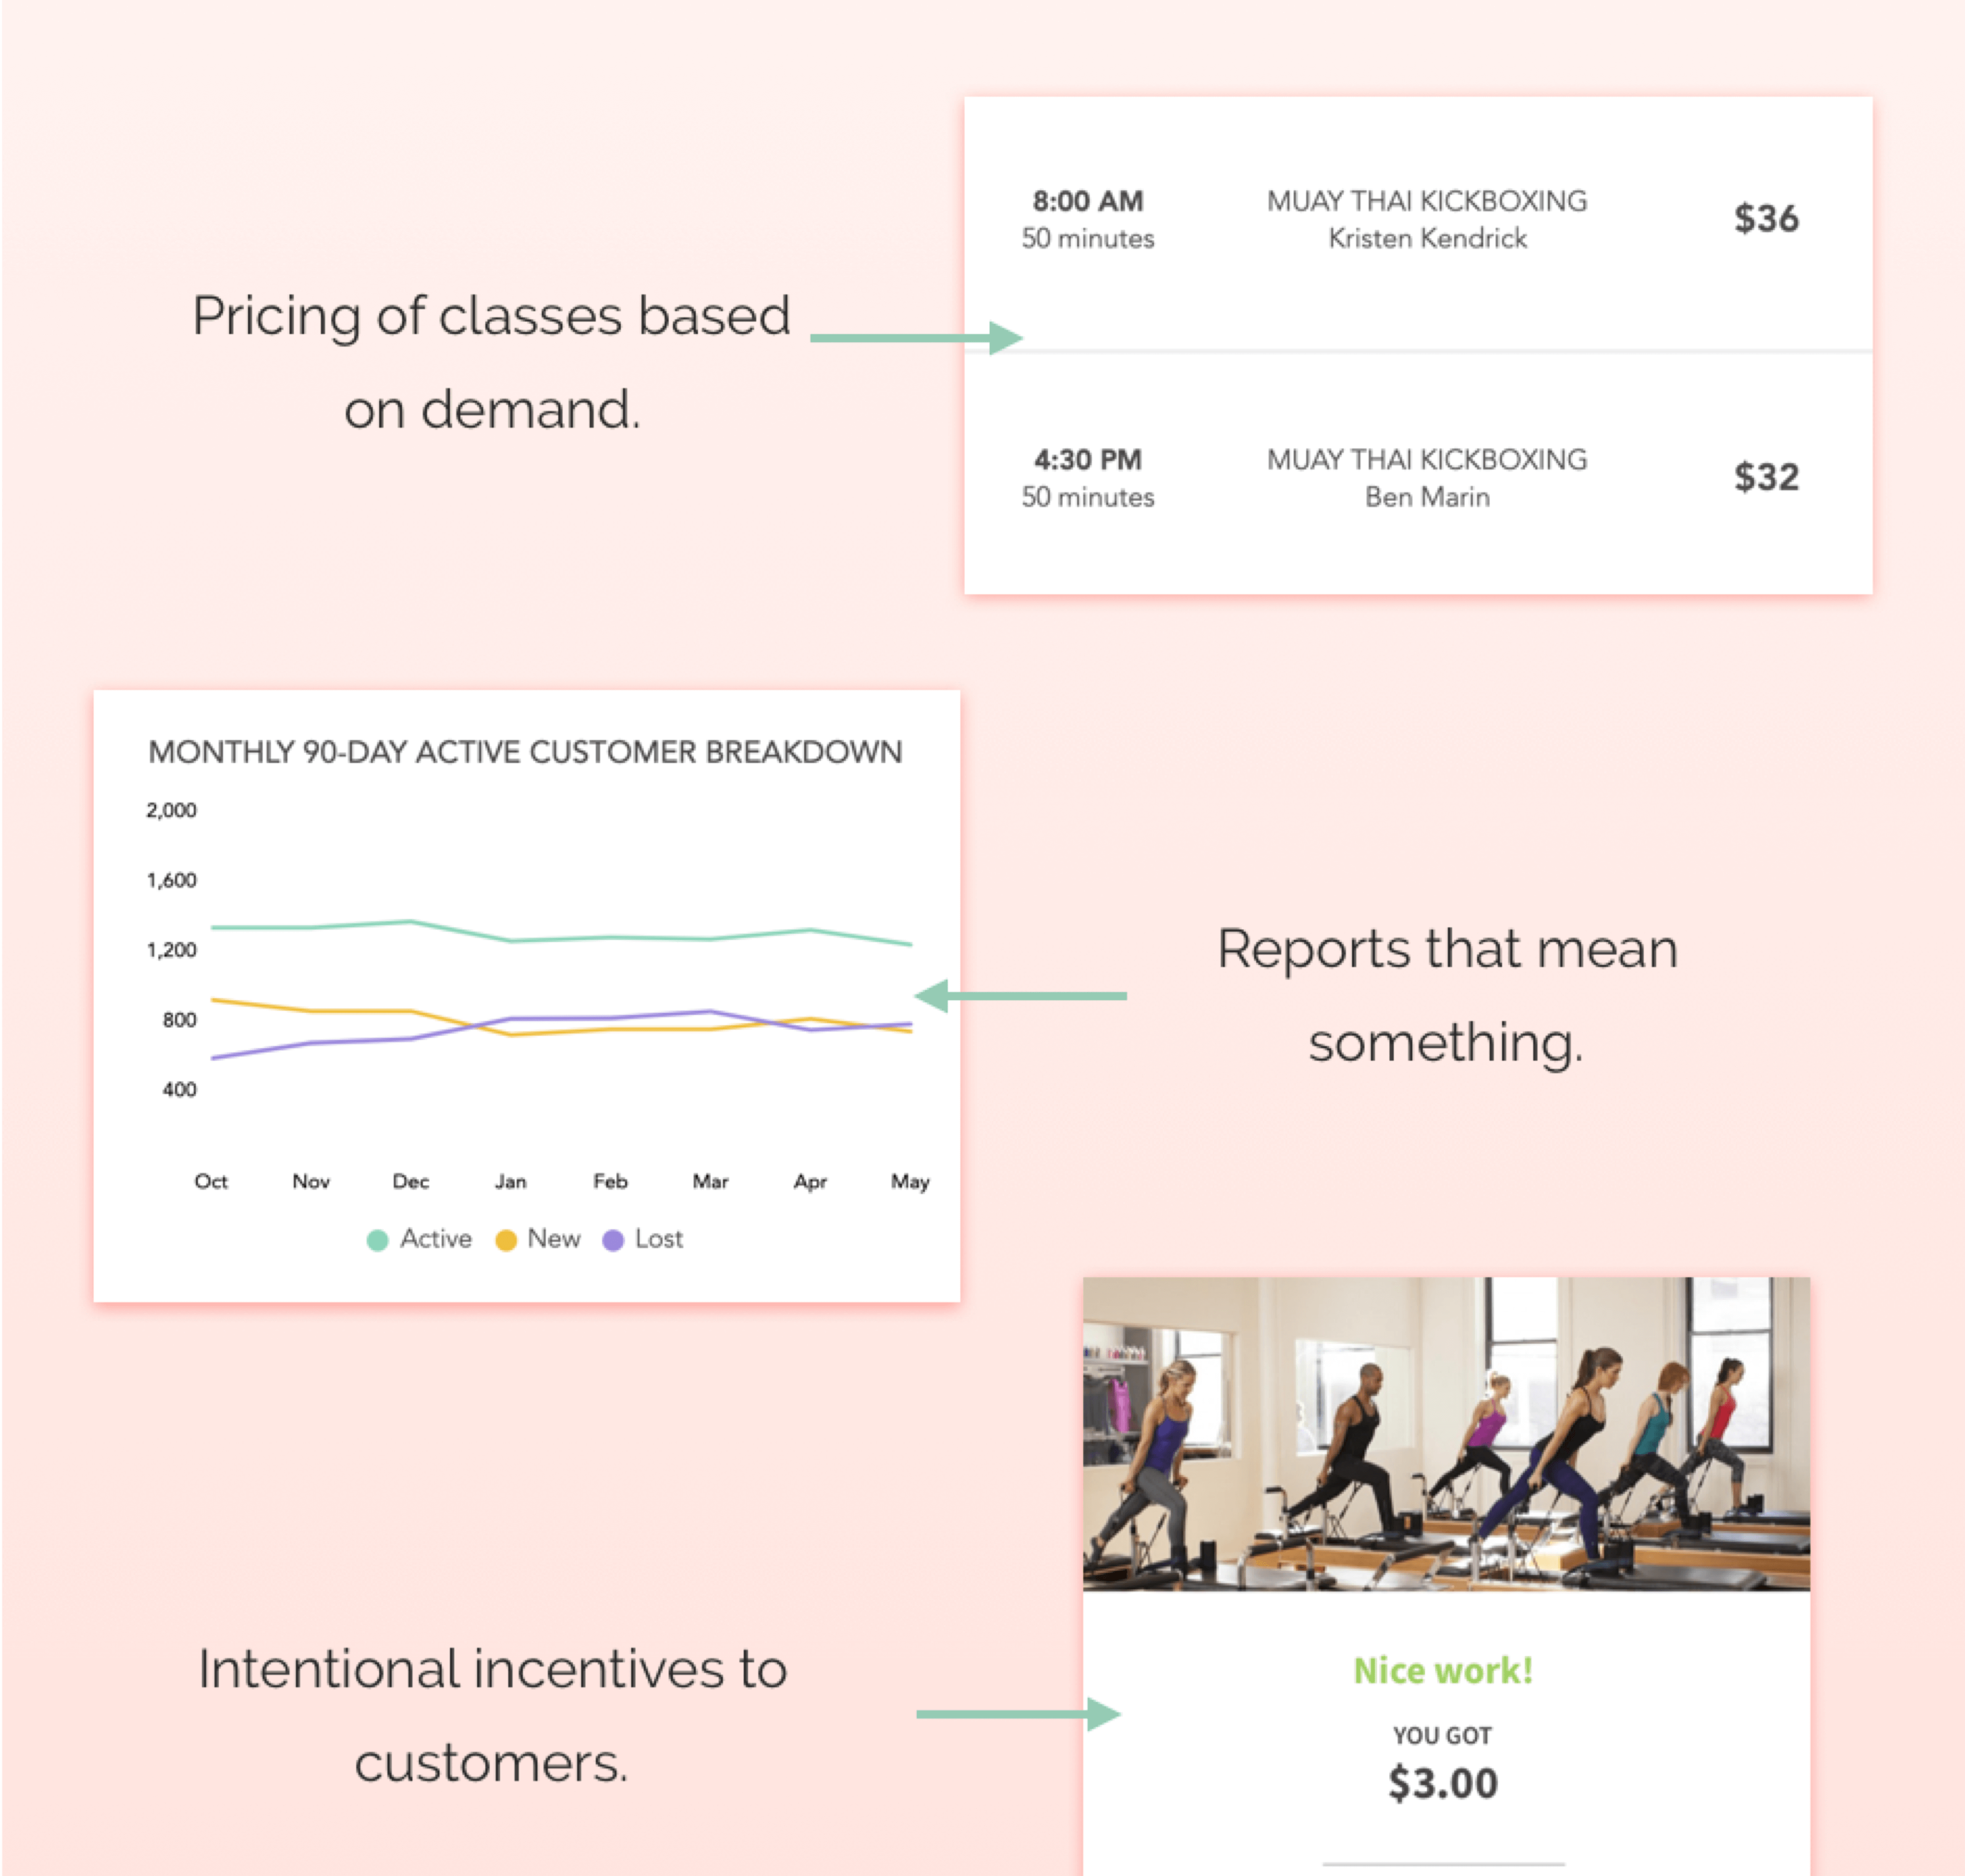 8:00 AM
50 minutes
MUAY THAI KICKBOXING
Kristen Kendrick
$36
Pricing of classes based
on demand.
4:30 PM
50 minutes
MUAY THAI KICKBOXING
Ben Marin
$32
MONTHLY 90-DAY ACTIVE CUSTOMER BREAKDOWN
2,000
1,600
1,200
800
400
Oct Nov Dec Jan Feb Mar Apr May
Active New Lost
Reports that mean
something.
Intentional incentives to
customers.
Nice work!
YOU GOT
$3.00